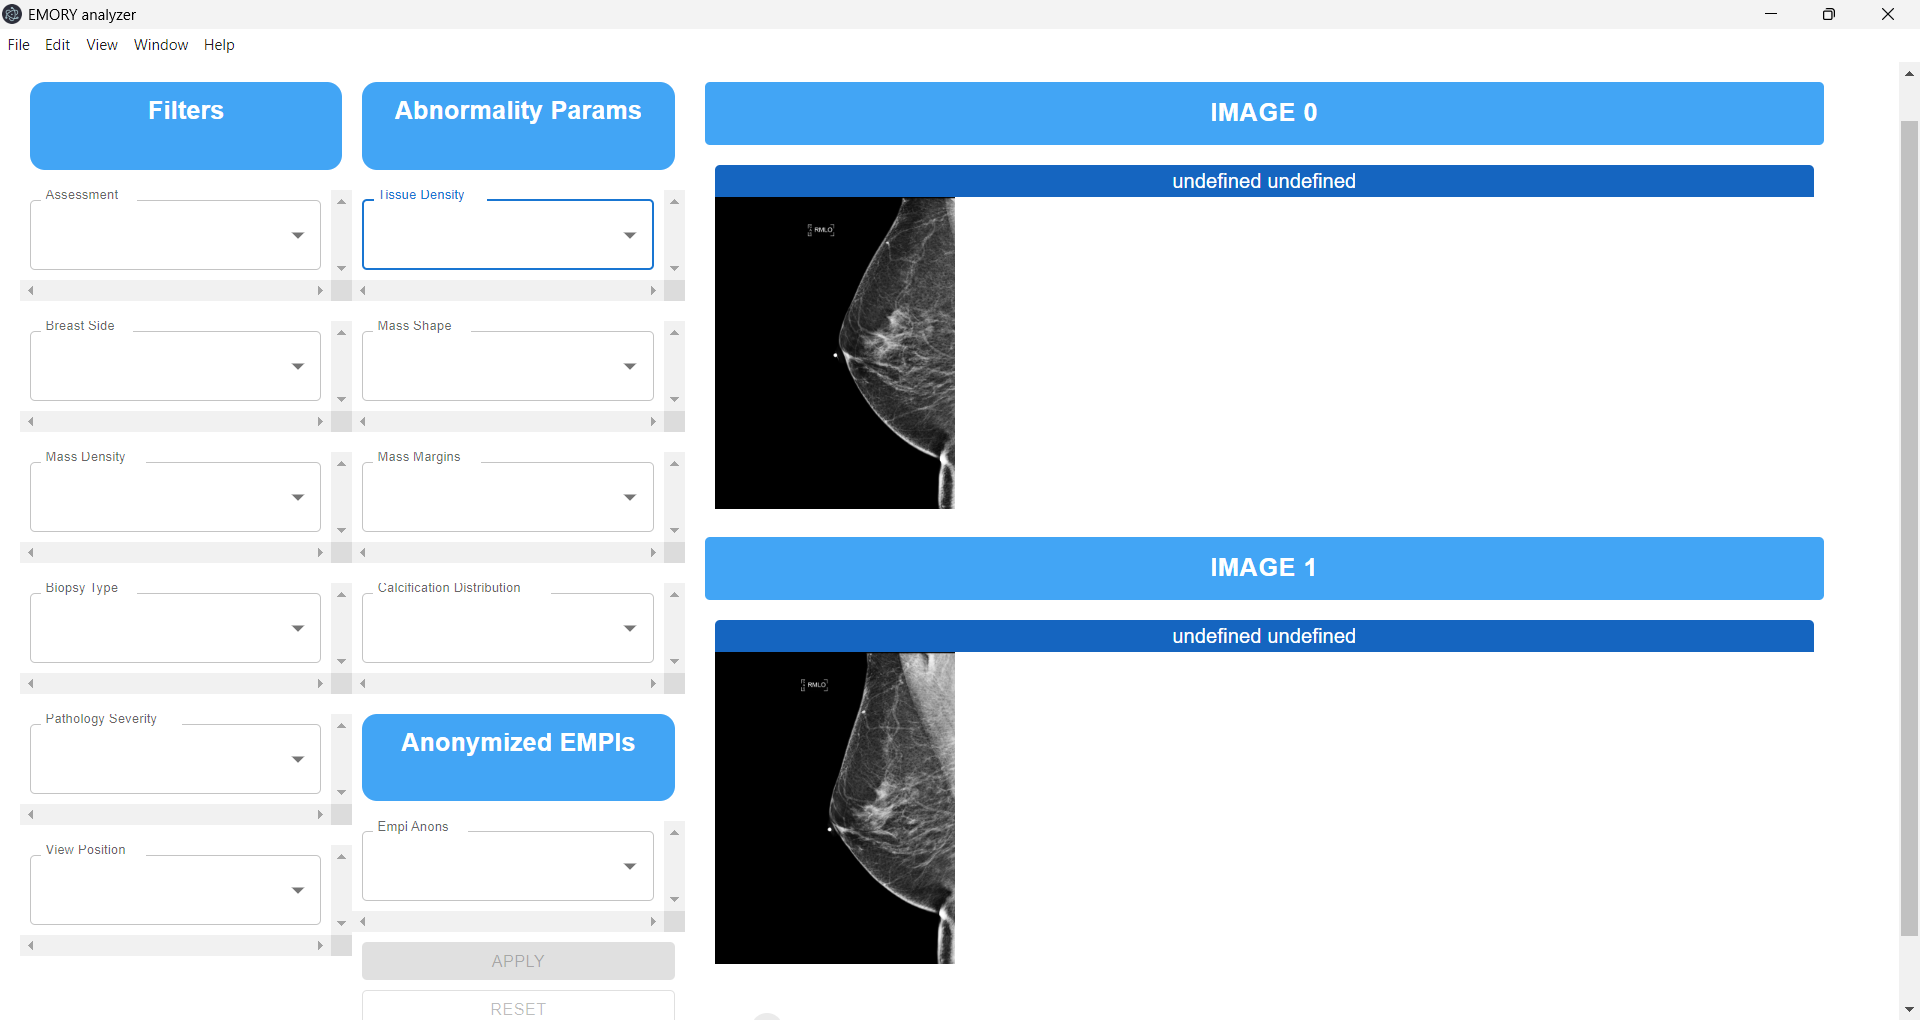 EMORY analyzer
File Edit View Window Help
Filters
Abnormality Params
Assessment
Tissue Density
Breast Side
Mass Shape
Mass Density
Mass Margins
Biopsy Type
Calcification Distribution
Pathology Severity
Anonymized EMPIs
Empi Anons
View Position
APPLY
RESET
IMAGE 0
undefined undefined
RMLO
IMAGE 1
undefined undefined
RMLO